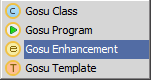 Gosu Class
Gosu Program
Gosu Enhancement
Gosu Template